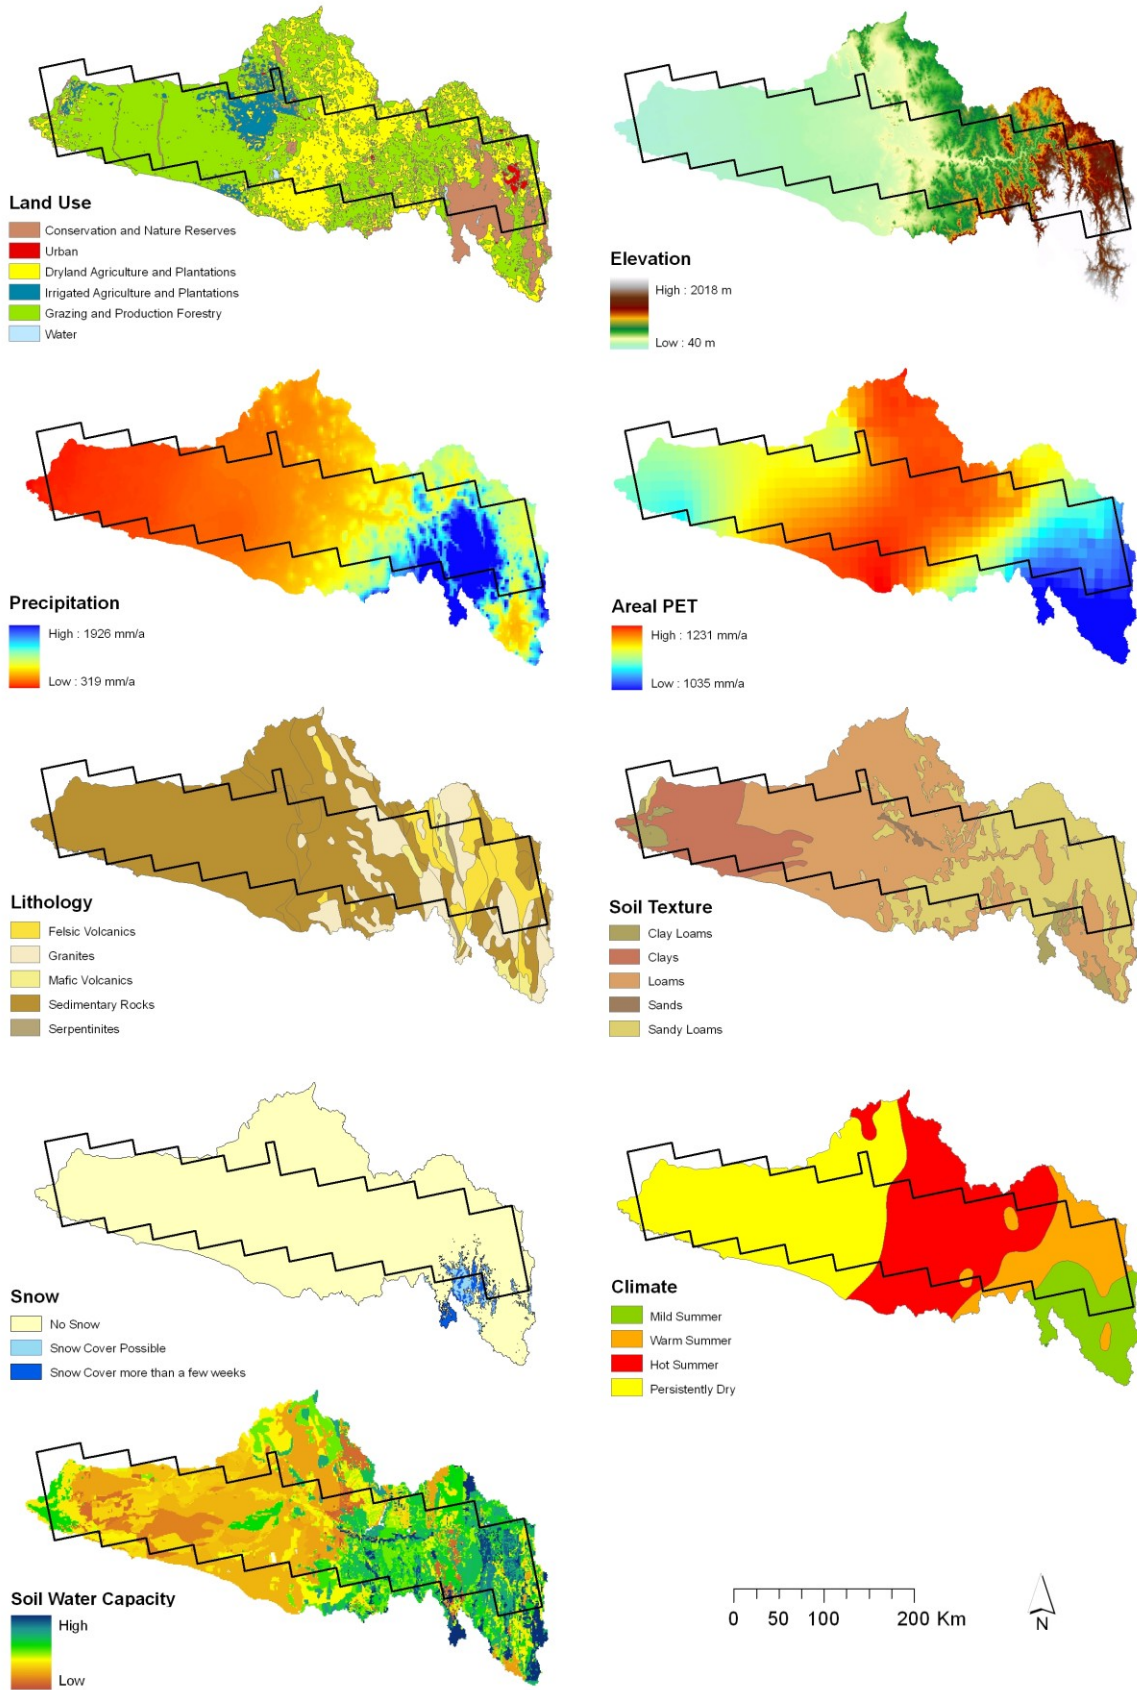 Land Use
Conservation and Nature Reserves
Urban
Dryland Agriculture and Plantations
Irrigated Agriculture and Plantations
Grazing and Production Forestry
Water
Elevation
High : 2018 m
Low : 40 m
Precipitation
High : 1926 mm/a
Low : 319 mm/a
Areal PET
High : 1231 mm/a
Low : 1035 mm/a
Lithology
Felsic Volcanics
Granites
Mafic Volcanics
Sedimentary Rocks
Serpentinites
Soil Texture
Clay Loams
Clays
Loams
Sands
Sandy Loams
Snow
No Snow
Snow Cover Possible
Snow Cover more than a few weeks
Climate
Mild Summer
Warm Summer
Hot Summer
Persistently Dry
Soil Water Capacity
High
Low
0 50 100 200 Km
N